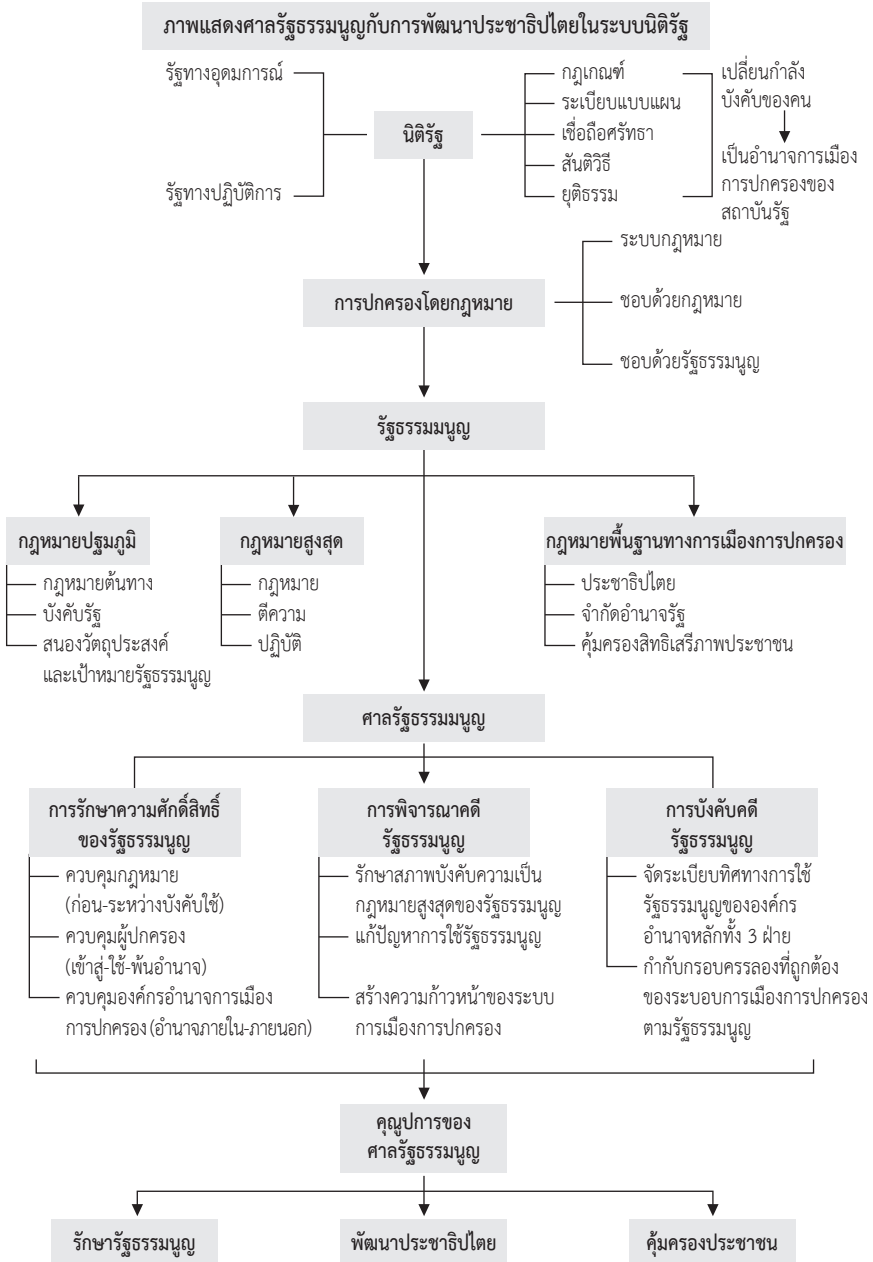 ภาพแสดงศาลรัฐธรรมนูญกับการพัฒนาประชาธิปไตยในระบบนิติรัฐ
รัฐทางอุดมการณ์
รัฐทางปฏิบัติการ
นิติรัฐ
กฎเกณฑ์
ระเบียบแบบแผน
เชื่อถือศรัทธา
สันติวิธี
ยุติธรรม
เปลี่ยนกำลัง
บังคับของคน
เป็นอำนาจการเมือง
การปกครองของ
สถาบันรัฐ
การปกครองโดยกฎหมาย
ระบบกฎหมาย
ชอบด้วยกฎหมาย
ชอบด้วยรัฐธรรมนูญ
รัฐธรรมมนูญ
กฎหมายปฐมภูมิ
กฎหมายต้นทาง
บังคับรัฐ
สนองวัตถุประสงค์
และเป้าหมายรัฐธรรมนูญ
กฎหมายสูงสุด
กฎหมาย
ตีความ
ปฏิบัติ
กฎหมายพื้นฐานทางการเมืองการปกครอง
ประชาธิปไตย
จำกัดอำนาจรัฐ
คุ้มครองสิทธิเสรีภาพประชาชน
ศาลรัฐธรรมมนูญ
การรักษาความศักดิ์สิทธิ์
ของรัฐธรรมนูญ
ควบคุมกฎหมาย
(ก่อน-ระหว่างบังคับใช้)
ควบคุมผู้ปกครอง
(เข้าสู่-ใช้-พ้นอำนาจ)
ควบคุมองค์กรอำนาจการเมือง
การปกครอง (อำนาจภายใน-ภายนอก)
การพิจารณาคดี
รัฐธรรมนูญ
รักษาสภาพบังคับความเป็น
กฎหมายสูงสุดของรัฐธรรมนูญ
แก้ปัญหาการใช้รัฐธรรมนูญ
สร้างความก้าวหน้าของระบบ
การเมืองการปกครอง
การบังคับคดี
รัฐธรรมนูญ
จัดระเบียบทิศทางการใช้
รัฐธรรมนูญขององค์กร
อำนาจหลักทั้ง 3 ฝ่าย
กำกับกรอบครรลองที่ถูกต้อง
ของระบอบการเมืองการปกครอง
ตามรัฐธรรมนูญ
คุณูปการของ
ศาลรัฐธรรมนูญ
รักษารัฐธรรมนูญ
พัฒนาประชาธิปไตย
คุ้มครองประชาชน